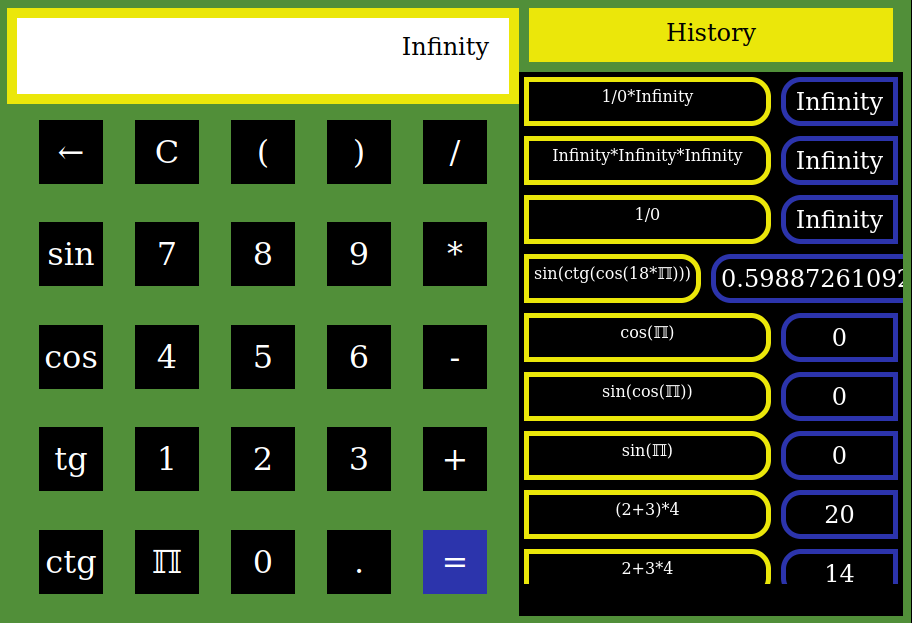 Infinity
← C ( ) /
sin 7 8 9 *
cos 4 5 6 -
tg 1 2 3 +
ctg ℿ 0 . =
History
1/0*Infinity Infinity
Infinity*Infinity*Infinity Infinity
1/0 Infinity
sin(ctg(cos(18*ℿ))) 0.59887261092
cos(ℿ) 0
sin(cos(ℿ)) 0
sin(ℿ) 0
(2+3)*4 20
2+3*4 14